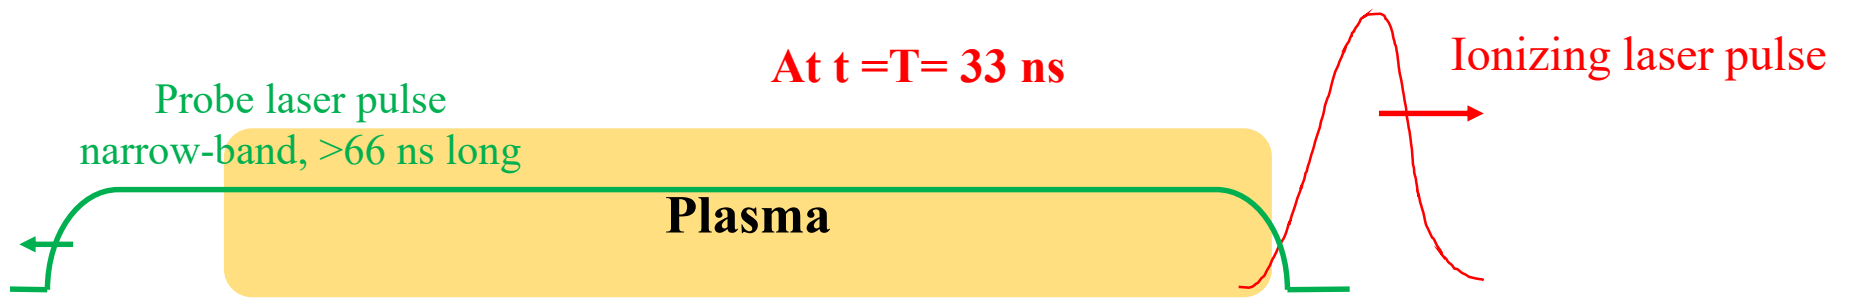 At t =T= 33 ns
Ionizing laser pulse
Probe laser pulse
narrow-band, >66 ns long
Plasma